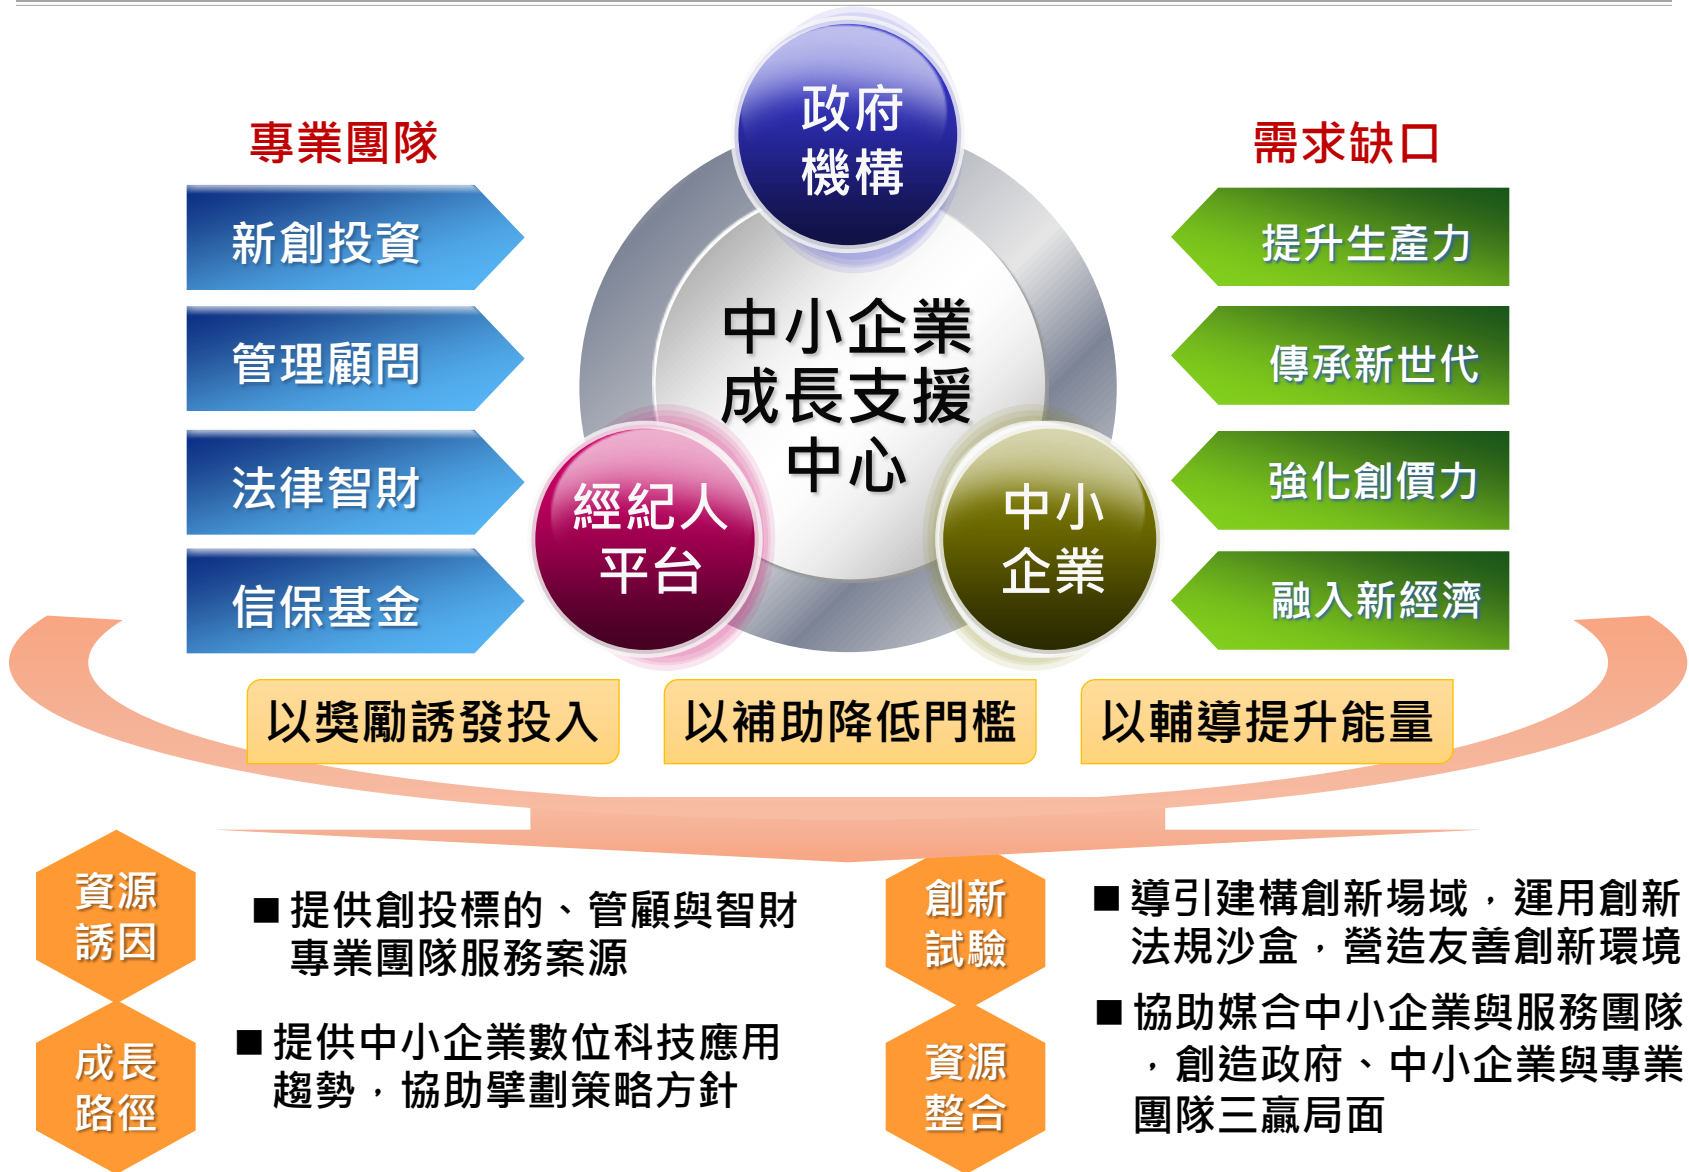 政府
機構
專業團隊
新創投資
管理顧問
法律智財
信保基金
中小企業
成長支援
中心
經紀人
平台
中小
企業
需求缺口
提升生產力
傳承新世代
強化創價力
融入新經濟
以獎勵誘發投入
以補助降低門檻
以輔導提升能量
資源
誘因
■提供創投標的、管顧與智財
專業團隊服務案源
成長
路徑
■提供中小企業數位科技應用
趨勢，協助擘劃策略方針
創新
試驗
■導引建構創新場域，運用創新
法規沙盒，營造友善創新環境
資源
整合
■協助媒合中小企業與服務團隊
，創造政府、中小企業與專業
團隊三贏局面